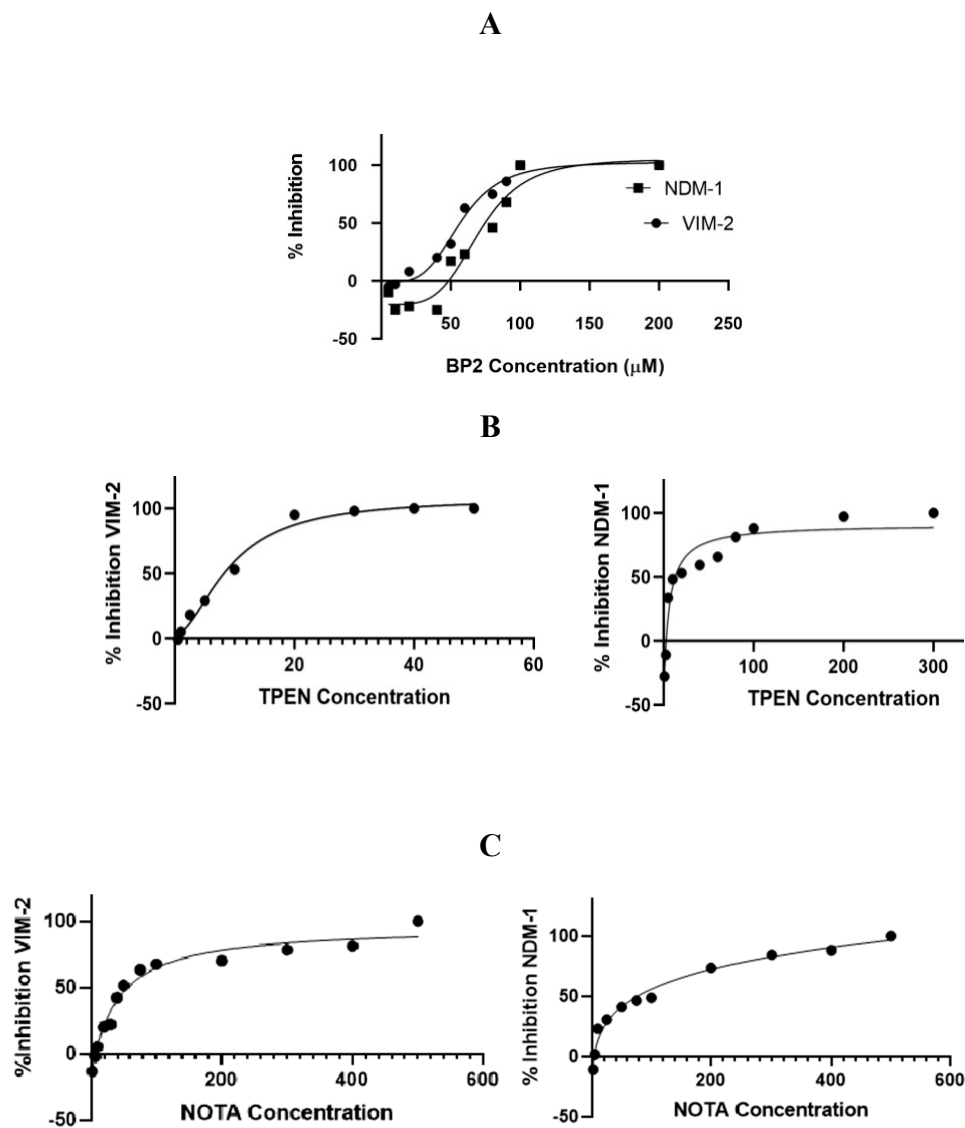 A
% Inhibition
100
50
0
-50
50
100
150
200
250
NDM-1
VIM-2
BP2 Concentration (μM)
B
% Inhibition VIM-2
100
50
0
-50
20
40
60
TPEN Concentration
% Inhibition NDM-1
100
50
0
-50
100
200
300
TPEN Concentration
C
%Inhibition VIM-2
100
50
0
-50
200
400
600
NOTA Concentration
% Inhibition NDM-1
100
50
0
-50
200
400
600
NOTA Concentration